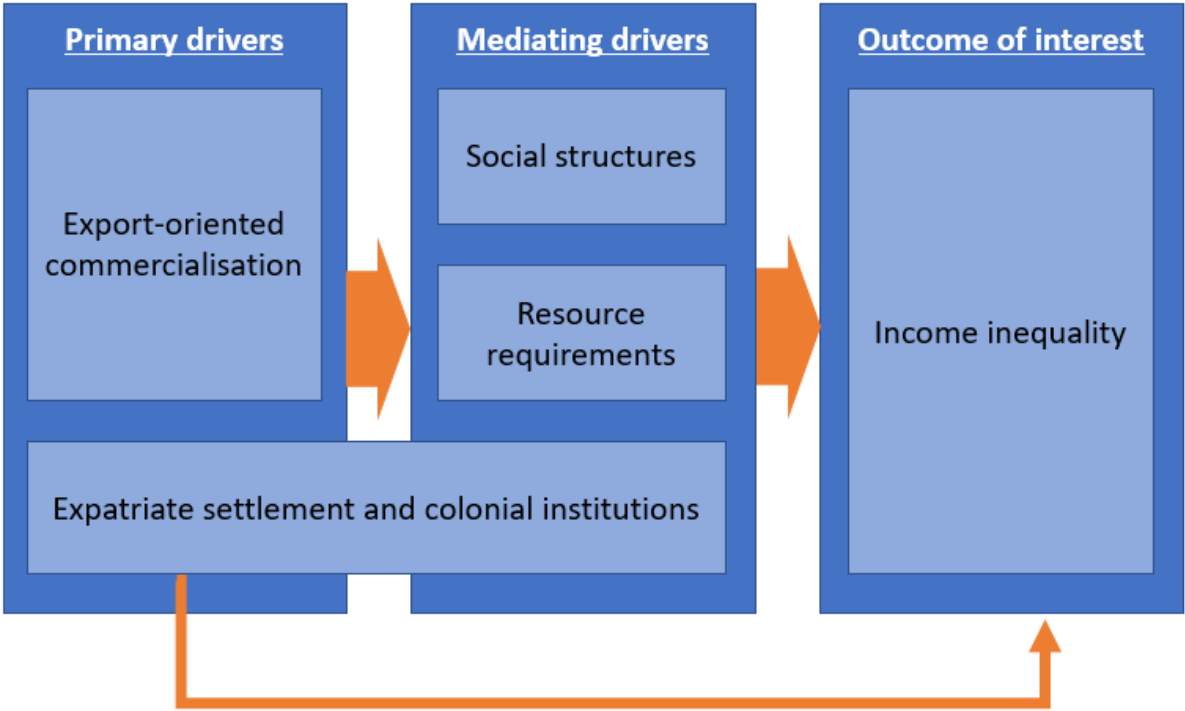 Primary drivers
Export-oriented
commercialisation
Mediating drivers
Social structures
Resource
requirements
Expatriate settlement and colonial institutions
Outcome of interest
Income inequality